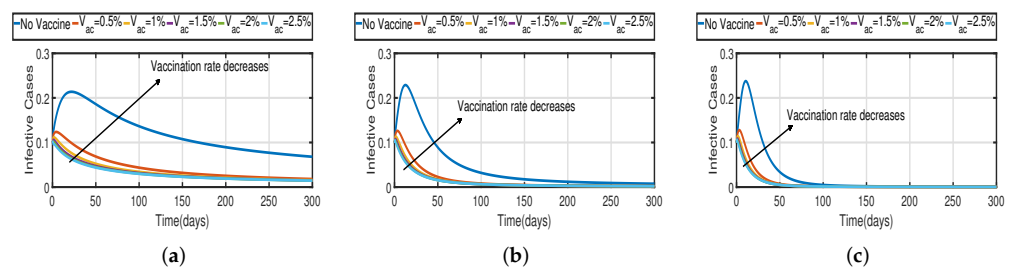 No Vaccine V_ac=0.5% V_ac=1% V_ac=1.5% V_ac=2% V_ac=2.5%
Vaccination rate decreases
Infective Cases
0.3
0.2
0.1
0
0 50 100 150 200 250 300
Time(days)
(a)
No Vaccine V_ac=0.5% V_ac=1% V_ac=1.5% V_ac=2% V_ac=2.5%
Vaccination rate decreases
Infective Cases
0.3
0.2
0.1
0
0 50 100 150 200 250 300
Time(days)
(b)
No Vaccine V_ac=0.5% V_ac=1% V_ac=1.5% V_ac=2% V_ac=2.5%
Vaccination rate decreases
Infective Cases
0.3
0.2
0.1
0
0 50 100 150 200 250 300
Time(days)
(c)